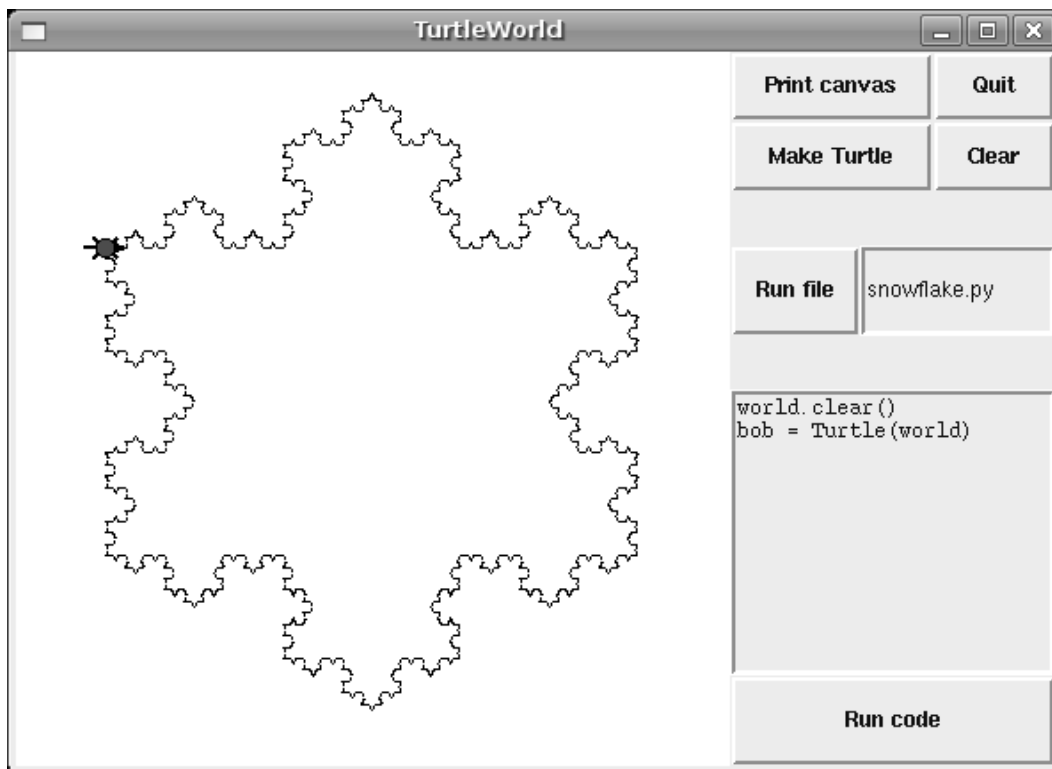 TurtleWorld
Print canvas
Quit
Make Turtle
Clear
Run file
snowflake.py
world.clear()
bob = Turtle(world)
Run code